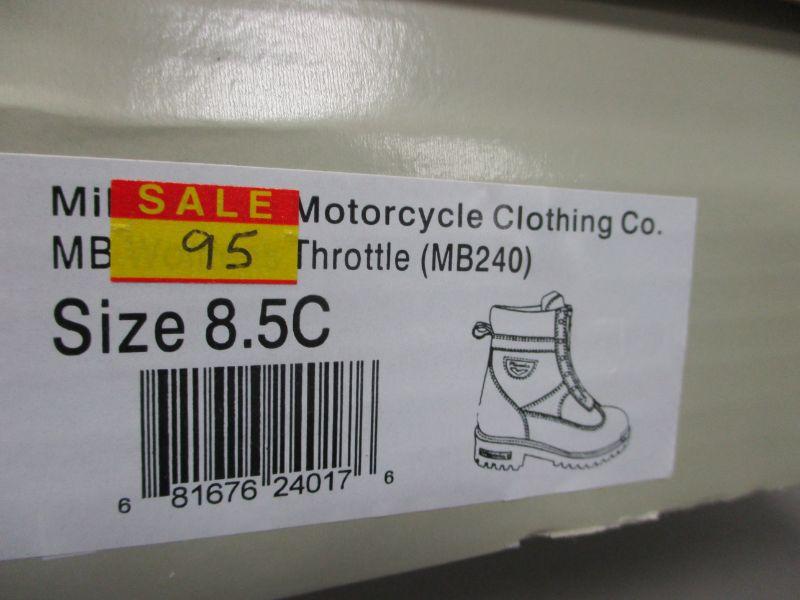 Mil SALE Motorcycle Clothing Co.
MB 95 Throttle (MB240)
Size 8.5C
6 81676 24017 6